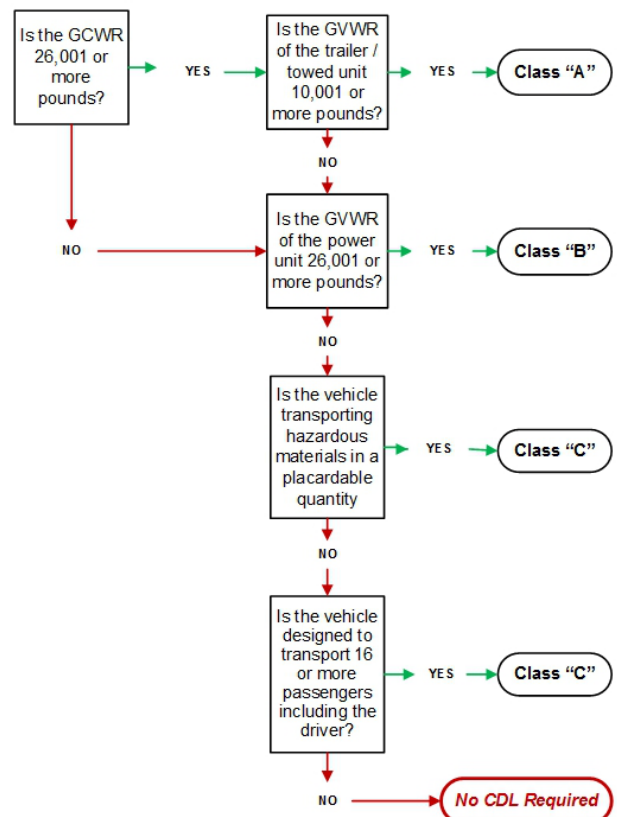 Is the GCWR
26,001 or
more
pounds?
YES
Is the GVWR
of the trailer /
towed unit
10,001 or
more pounds?
YES
Class “A”
NO
NO
Is the GVWR
of the power
unit 26,001 or
more pounds?
YES
Class “B”
NO
Is the vehicle
transporting
hazardous
materials in a
placardable
quantity
YES
Class “C”
NO
Is the vehicle
designed to
transport 16
or more
passengers
including the
driver?
YES
Class “C”
NO
No CDL Required